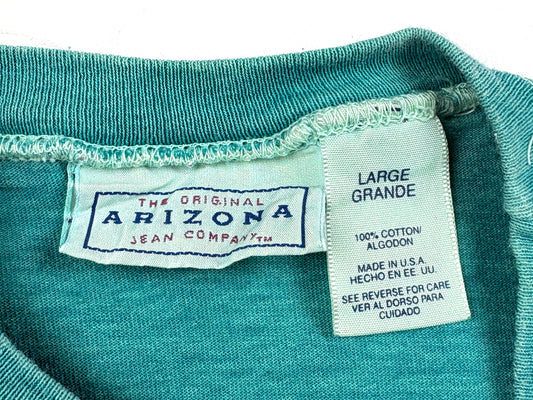 THE ORIGINAL
ARIZONA
JEAN COMPANY™
LARGE
GRANDE
100% COTTON/
ALGODON
MADE IN U.S.A.
HECHO EN EE. UU.
SEE REVERSE FOR CARE
VER AL DORSO PARA
CUIDADO